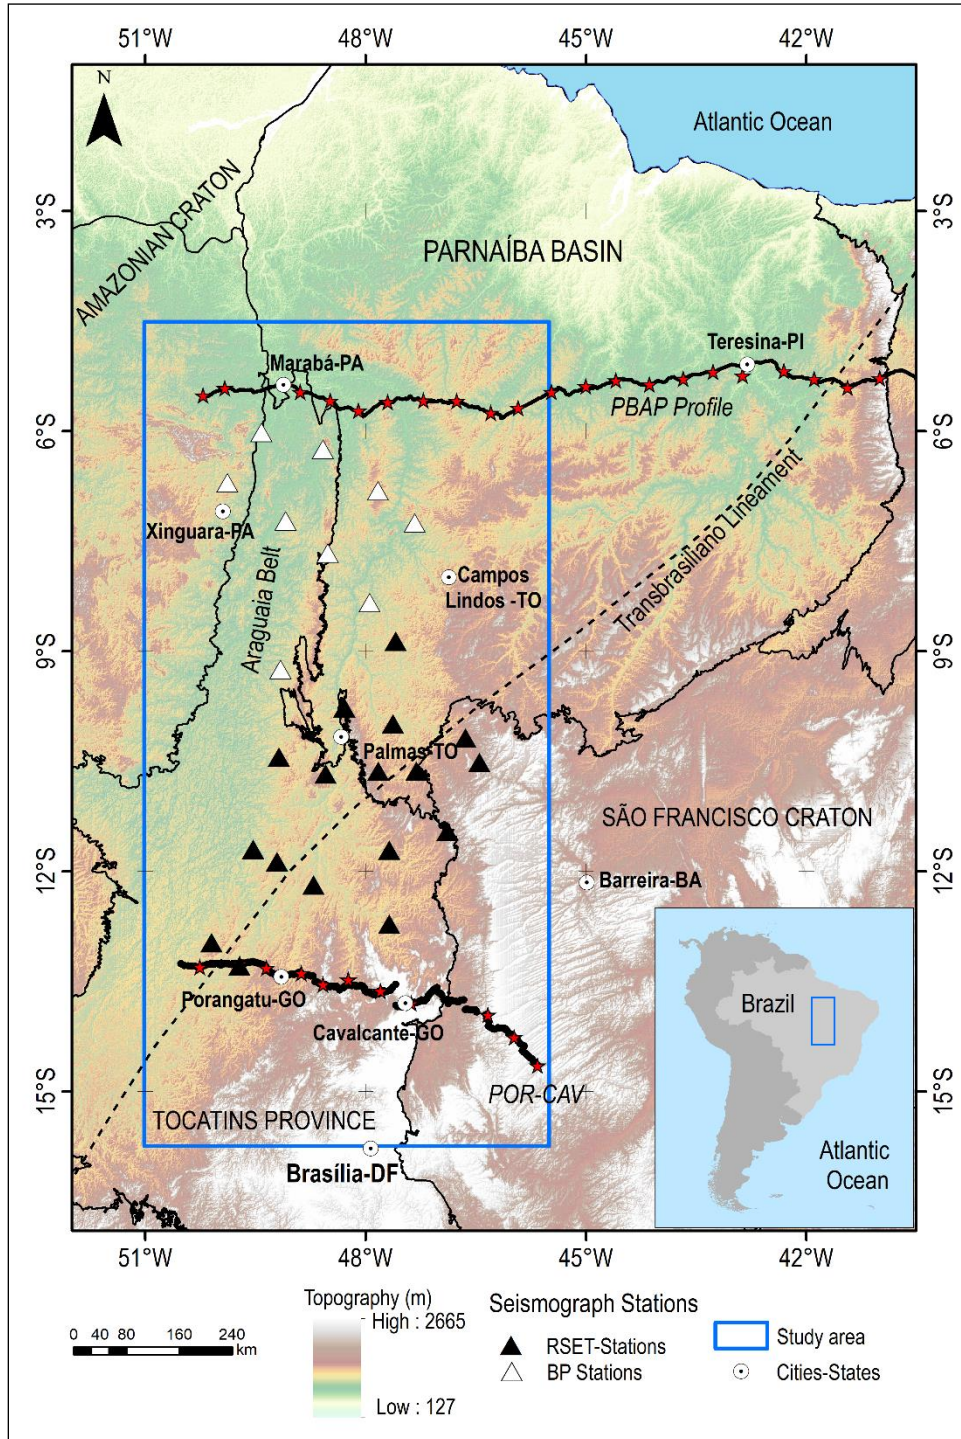 51°W 48°W 45°W 42°W
N
Atlantic Ocean
3°S
3°S
AMAZONIAN CRATON
PARNAÍBA BASIN
Teresina-PI
Marabá-PA
PBAP Profile
6°S
6°S
Xinguara-PA
Araguaia Belt
Campos
Lindos -TO
Transbrasiliano Lineament
9°S
9°S
Palmas-TO
SÃO FRANCISCO CRATON
12°S
12°S
Barreira-BA
Porangatu-GO
Cavalcante-GO
POR-CAV
15°S
15°S
TOCATINS PROVINCE
Brasília-DF
Brazil
Atlantic
Ocean
51°W 48°W 45°W 42°W
Topography (m)
High : 2665
Low : 127
0 40 80 160 240
km
Seismograph Stations
RSET-Stations
BP Stations
Study area
Cities-States